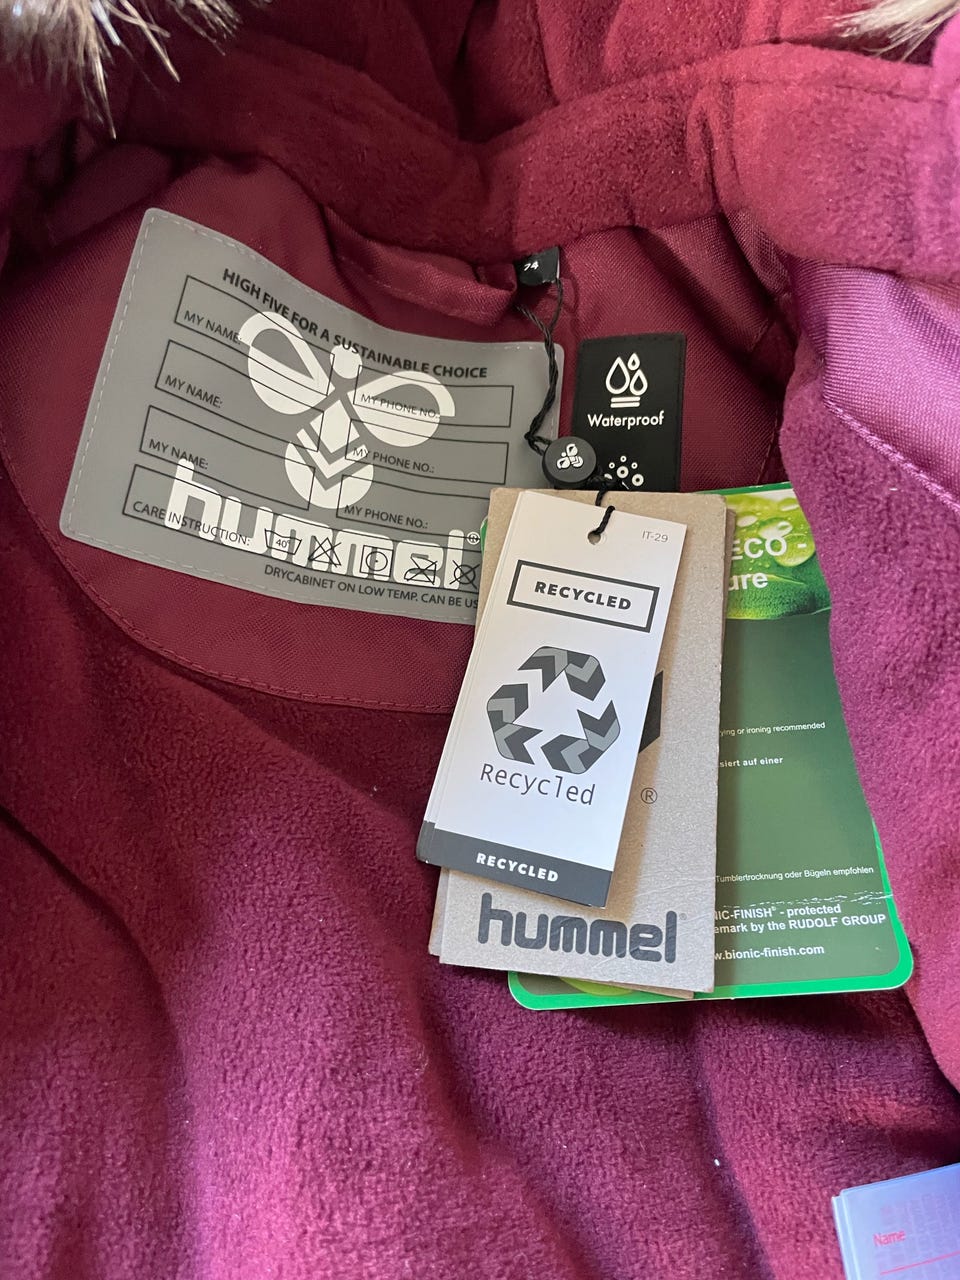 HIGH FIVE FOR A SUSTAINABLE CHOICE
MY NAME:
MY PHONE NO.:
MY NAME:
MY PHONE NO.:
MY NAME:
MY PHONE NO.:
CARE INSTRUCTION:
40°
DRYCABINET ON LOW TEMP. CAN BE
hummel®
74
Waterproof
IT-29
RECYCLED
Recycled
RECYCLED
®
hummel
ECO -
ying or ironing recommended
siert auf einer
Tumblertrocknung oder Bügeln empfohlen
NIC-FINISH® - protected
emark by the RUDOLF GROUP
w.bionic-finish.com
Name